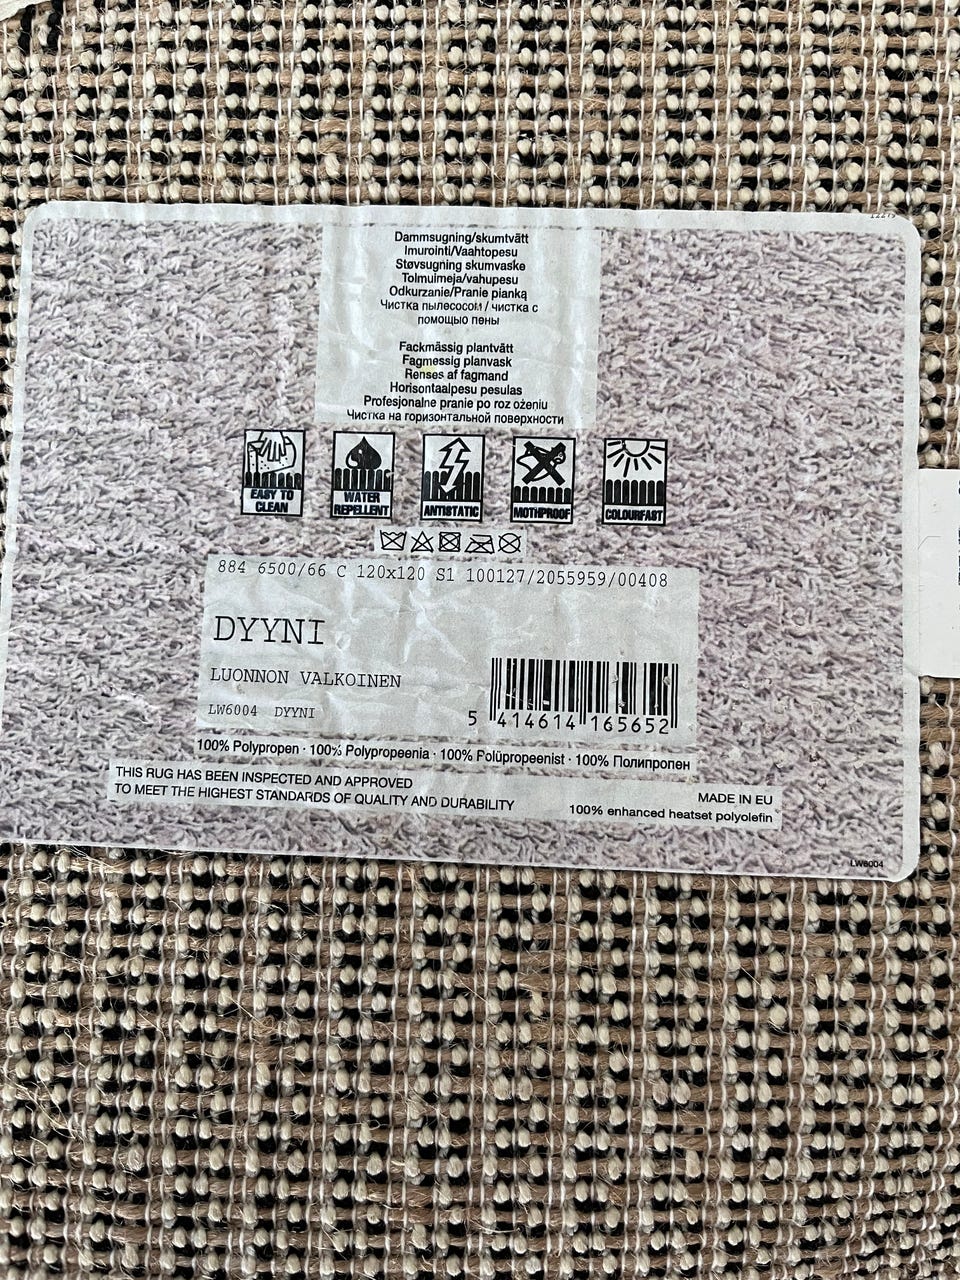 12275
Dammsugning/skumtvätt
Imurointi/Vaahtopesu
Støvsugning skumvaske
Tolmuimeja/vahupesu
Odkurzanie/Pranie pianką
Чистка пылесосом / чистка с
помощью пены
Fackmässig plantvätt
Fagmessig planvask
Renses af fagmand
Horisontaalpesu pesulas
Profesjonalne pranie po roz ożeniu
Чистка на горизонтальной поверхности
EASY TO CLEAN
WATER REPELLENT
ANTISTATIC
MOTHPROOF
COLOURFAST
884 6500/66 C 120x120 S1 100127/2055959/00408
DYYNI
LUONNON VALKOINEN
LW6004 DYYNI
5 414614 165652
100% Polypropen · 100% Polypropeenia · 100% Polüpropeenist · 100% Полипропен
THIS RUG HAS BEEN INSPECTED AND APPROVED
TO MEET THE HIGHEST STANDARDS OF QUALITY AND DURABILITY
MADE IN EU
100% enhanced heatset polyolefin
LW6004